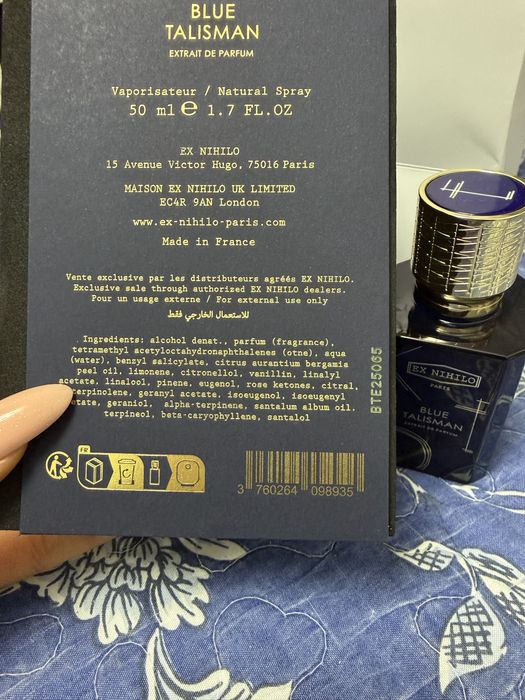 BLUE
TALISMAN
EXTRAIT DE PARFUM
Vaporisateur / Natural Spray
50 ml ℮ 1.7 FL.OZ
EX NIHILO
15 Avenue Victor Hugo, 75016 Paris
MAISON EX NIHILO UK LIMITED
EC4R 9AN London
www.ex-nihilo-paris.com
Made in France
Vente exclusive par les distributeurs agréés EX NIHILO.
Exclusive sale through authorized EX NIHILO dealers.
Pour un usage externe / For external use only
للاستعمال الخارجي فقط
Ingredients: alcohol denat., parfum (fragrance),
tetramethyl acetyloctahydronaphthalenes (otne), aqua
(water), benzyl salicylate, citrus aurantium bergamia
peel oil, limonene, citronellol, vanillin, linalyl
acetate, linalool, pinene, eugenol, rose ketones, citral,
terpinolene, geranyl acetate, isoeugenol, isoeugenyl
acetate, geraniol, alpha-terpinene, santalum album oil.
terpineol, beta-caryophyllene, santalol
BTE25065
FR
3 760264 098935
EX NIHILO
PARIS
BLUE
TALISMAN
EXTRAIT DE PARFUM